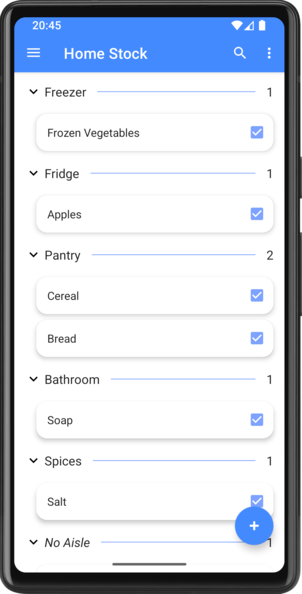 20:45
Home Stock
Freezer 1
Frozen Vegetables
Fridge 1
Apples
Pantry 2
Cereal
Bread
Bathroom 1
Soap
Spices 1
Salt
No Aisle 1